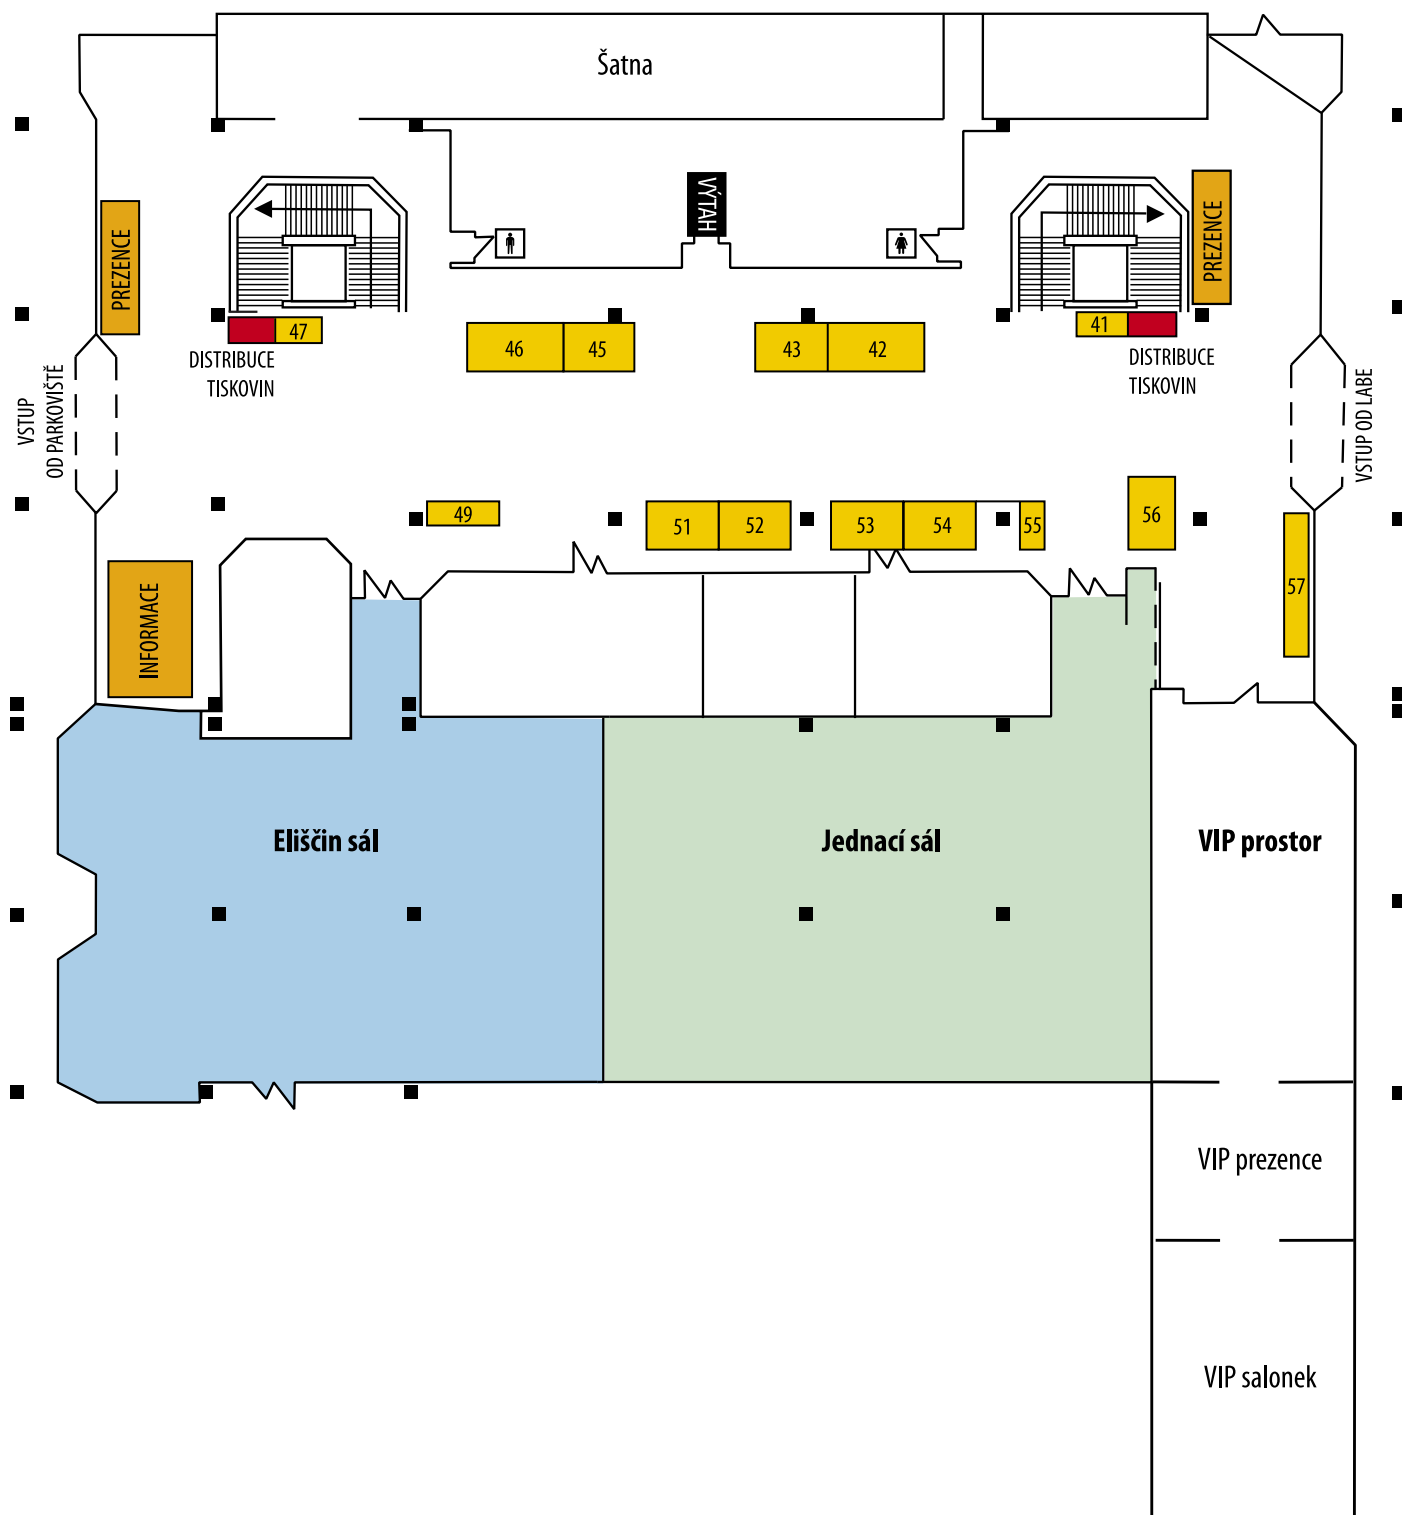 Šatna
VÝTAH
PREZENCE
PREZENCE
47
46
45
43
42
41
DISTRIBUCE
TISKOVIN
DISTRIBUCE
TISKOVIN
VSTUP
OD PARKOVIŠTĚ
VSTUP OD LABE
49
51
52
53
54
55
56
57
INFORMACE
Eliščin sál
Jednací sál
VIP prostor
VIP prezence
VIP salonek